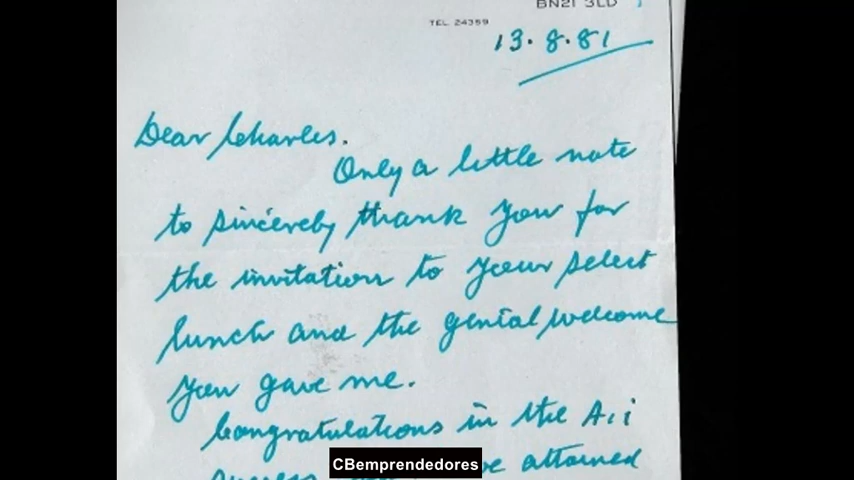 BN21 3LD
TEL 24359
13.8.81
Dear Charles.
Only a little note
to sincerely thank you for
the invitation to your select
lunch and the genial welcome
you gave me.
Congratulations in the A.i
attained
CBemprendedores